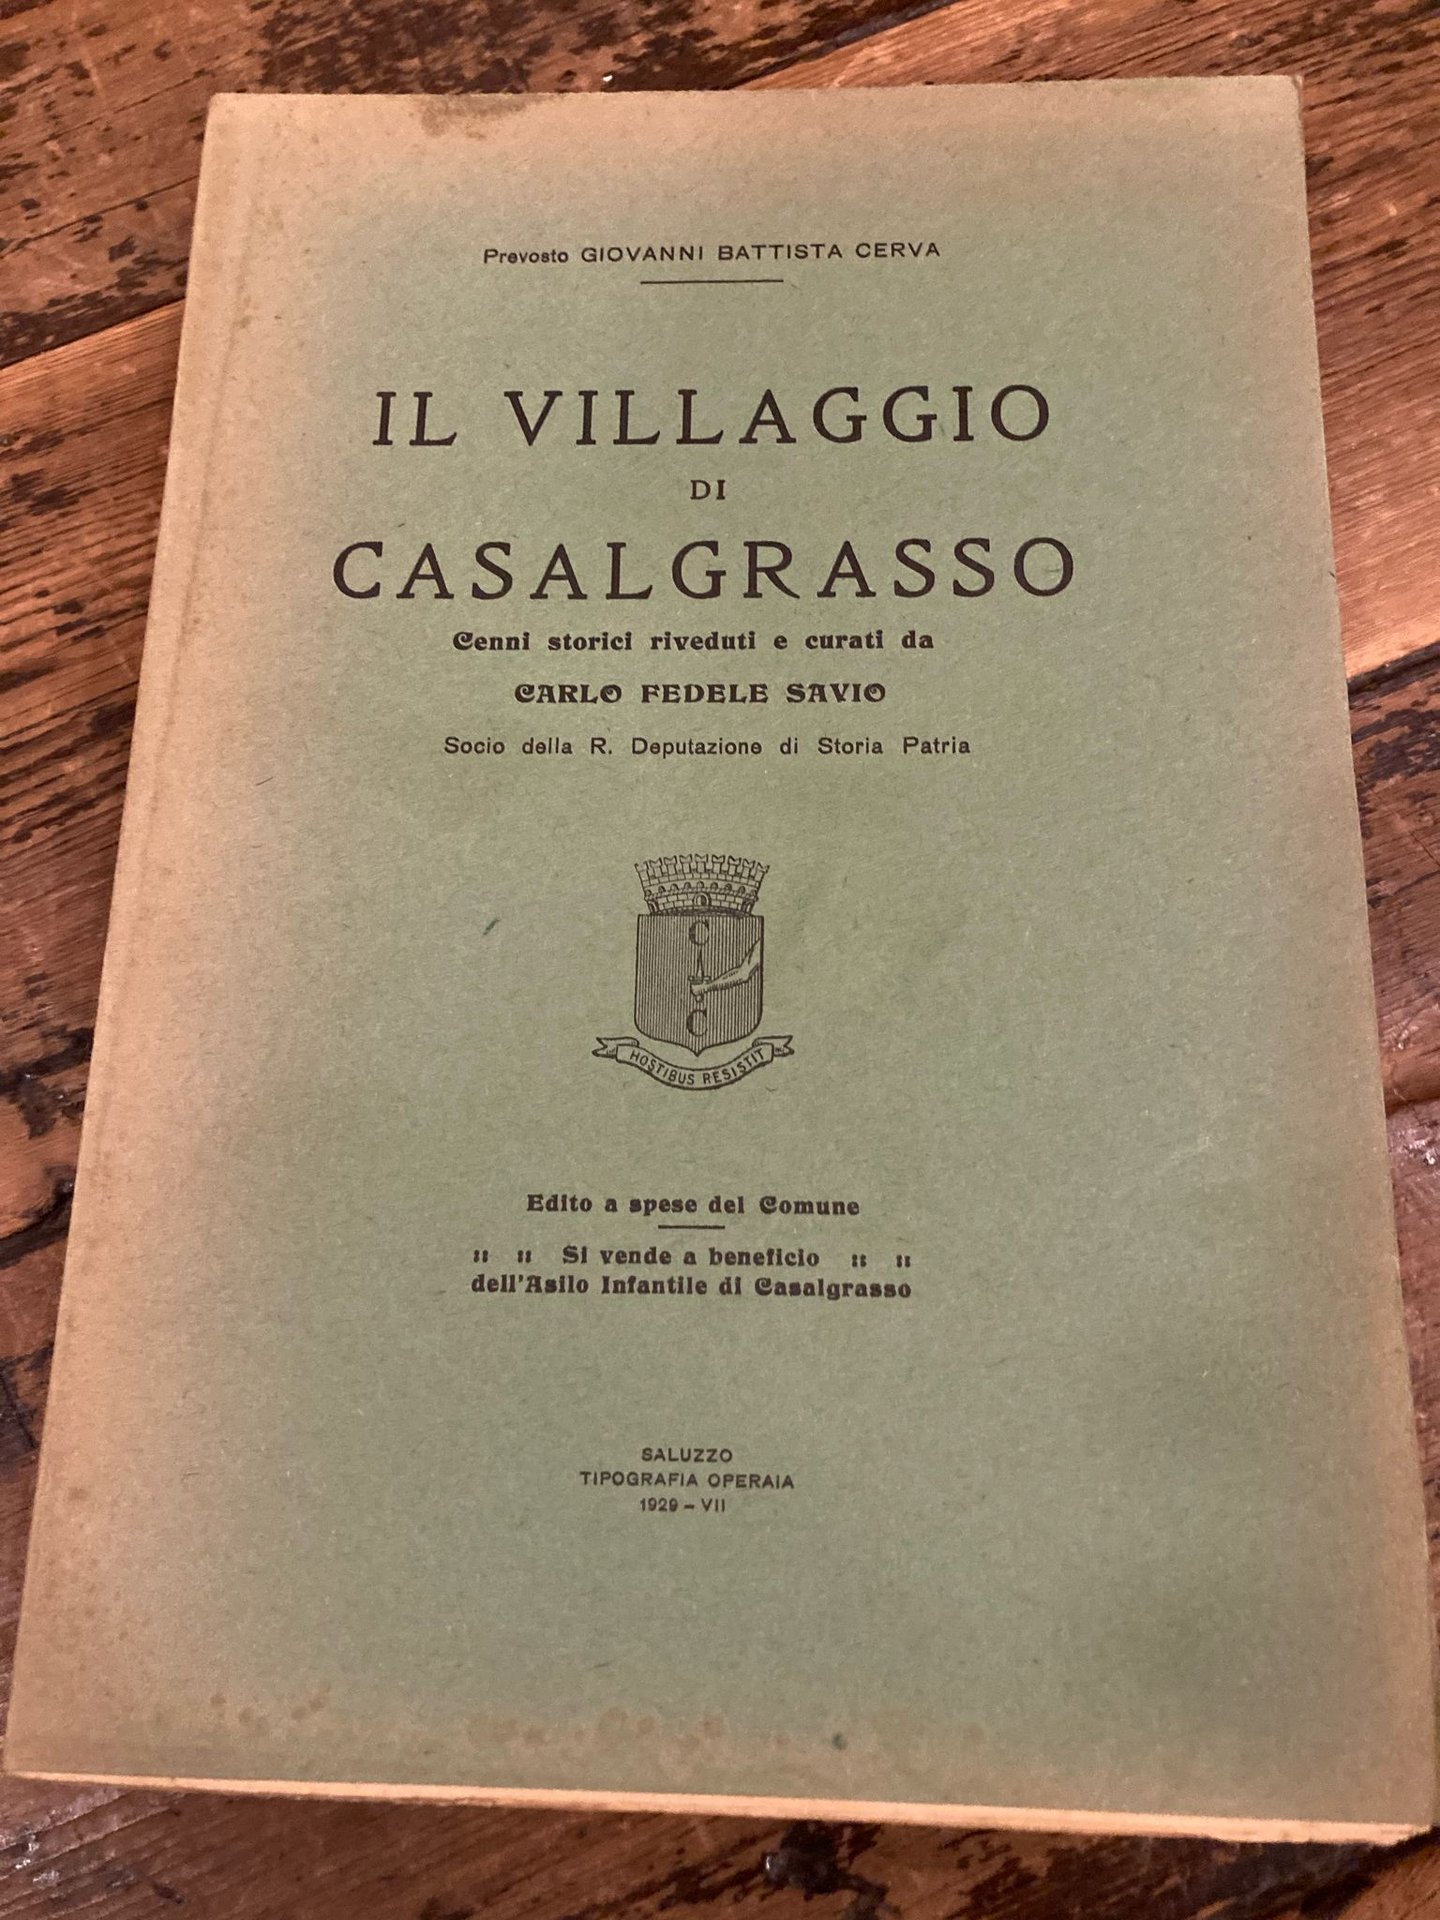 Prevosto GIOVANNI BATTISTA CERVA
IL VILLAGGIO
DI
CASALGRASSO
Cenni storici riveduti e curati da
CARLO FEDELE SAVIO
Socio della R. Deputazione di Storia Patria
C
A
C
HOSTIBUS RESISTIT
Edito a spese del Comune
:: :: Si vende a beneficio :: ::
dell'Asilo Infantile di Casalgrasso
SALUZZO
TIPOGRAFIA OPERAIA
1929 - VII